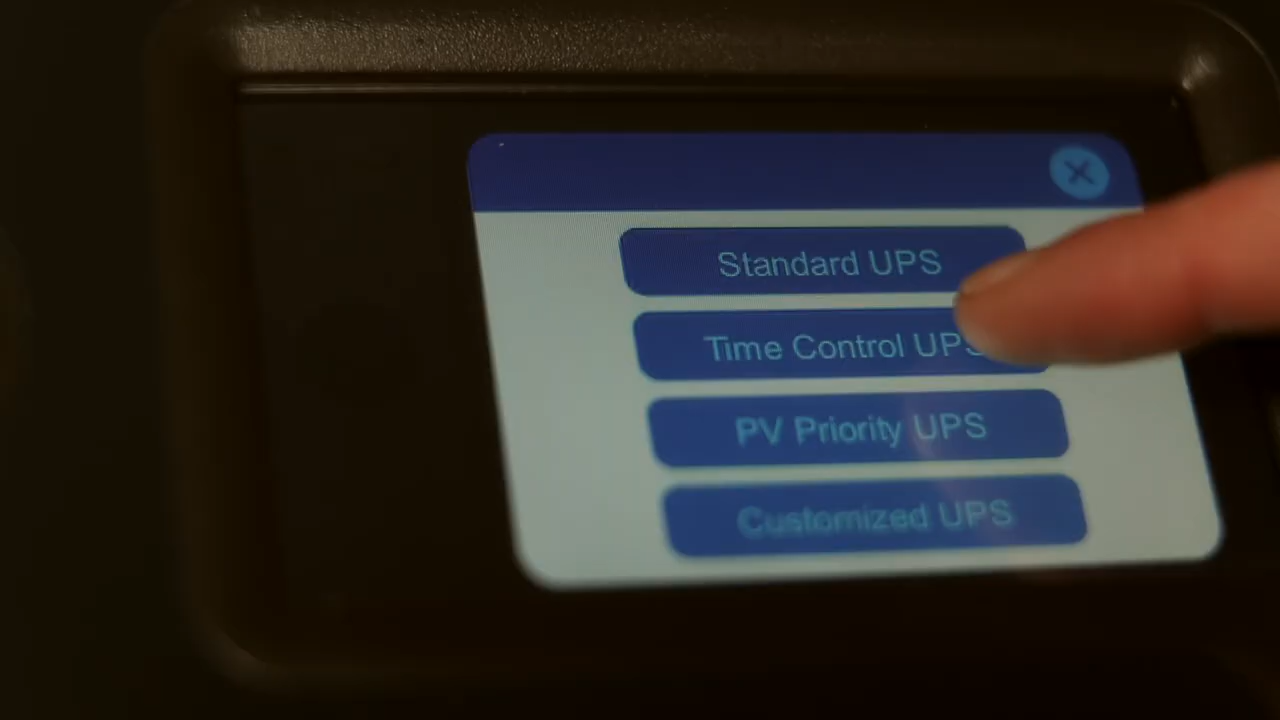 Standard UPS
Time Control UPS
PV Priority UPS
Customized UPS